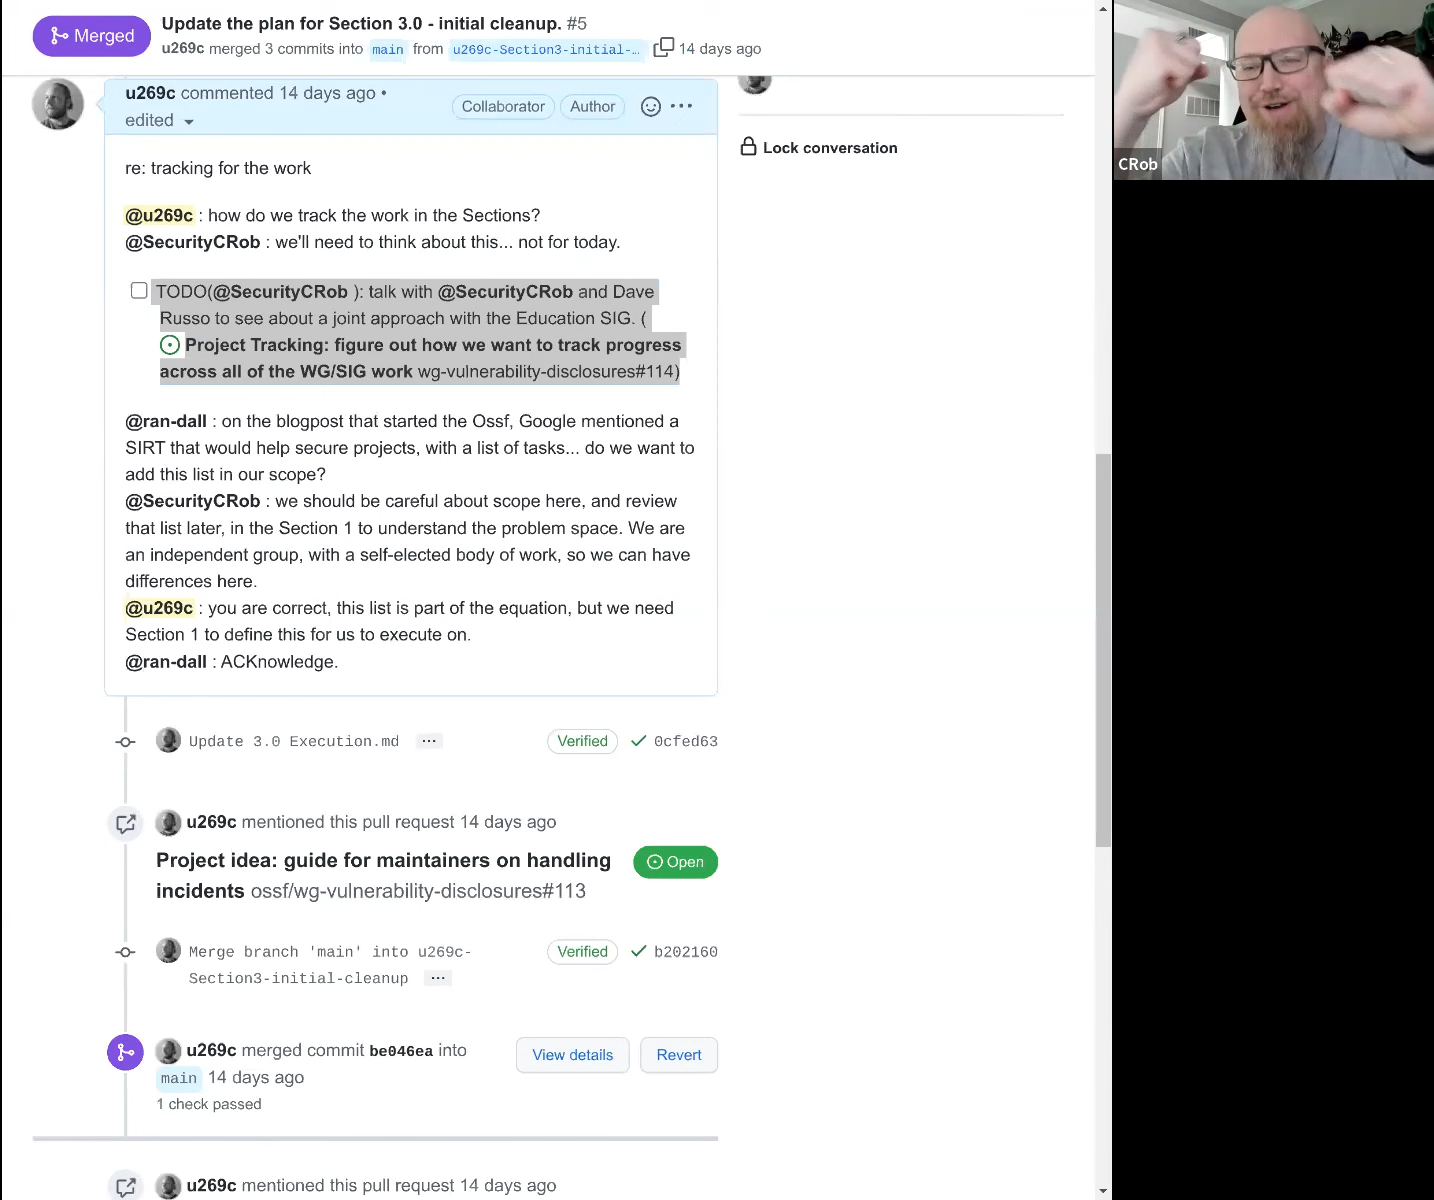 Merged
Update the plan for Section 3.0 - initial cleanup. #5
u269c merged 3 commits into main from u269c-Section3-initial-… 14 days ago
u269c commented 14 days ago •
edited
Collaborator
Author
Lock conversation
CRob
re: tracking for the work
@u269c : how do we track the work in the Sections?
@SecurityCRob : we'll need to think about this... not for today.
TODO(@SecurityCRob ): talk with @SecurityCRob and Dave
Russo to see about a joint approach with the Education SIG. (
Project Tracking: figure out how we want to track progress
across all of the WG/SIG work wg-vulnerability-disclosures#114)
@ran-dall : on the blogpost that started the Ossf, Google mentioned a
SIRT that would help secure projects, with a list of tasks... do we want to
add this list in our scope?
@SecurityCRob : we should be careful about scope here, and review
that list later, in the Section 1 to understand the problem space. We are
an independent group, with a self-elected body of work, so we can have
differences here.
@u269c : you are correct, this list is part of the equation, but we need
Section 1 to define this for us to execute on.
@ran-dall : ACKnowledge.
Update 3.0 Execution.md ... Verified 0cfed63
u269c mentioned this pull request 14 days ago
Project idea: guide for maintainers on handling
incidents ossf/wg-vulnerability-disclosures#113
Open
Merge branch 'main' into u269c-
Section3-initial-cleanup ...
Verified b202160
u269c merged commit be046ea into
main 14 days ago
1 check passed
View details
Revert
u269c mentioned this pull request 14 days ago